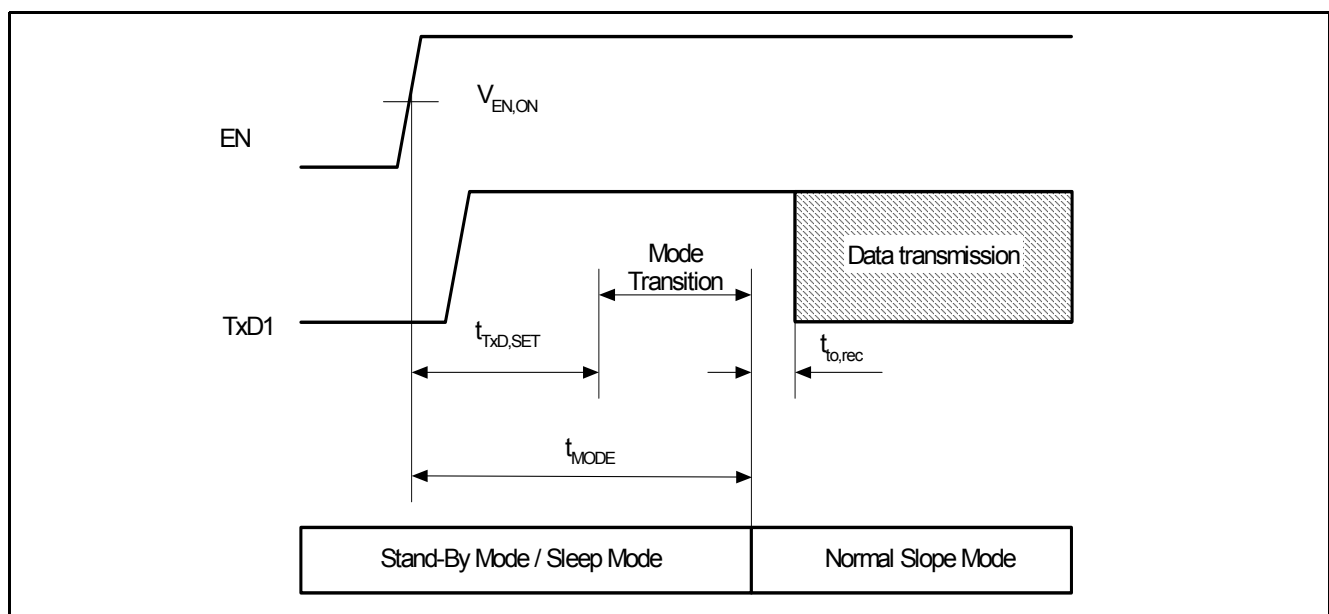 V_EN,ON
EN
Mode
Transition
Data transmission
TxD1
t_TxD,SET
t_to,rec
t_MODE
Stand-By Mode / Sleep Mode
Normal Slope Mode